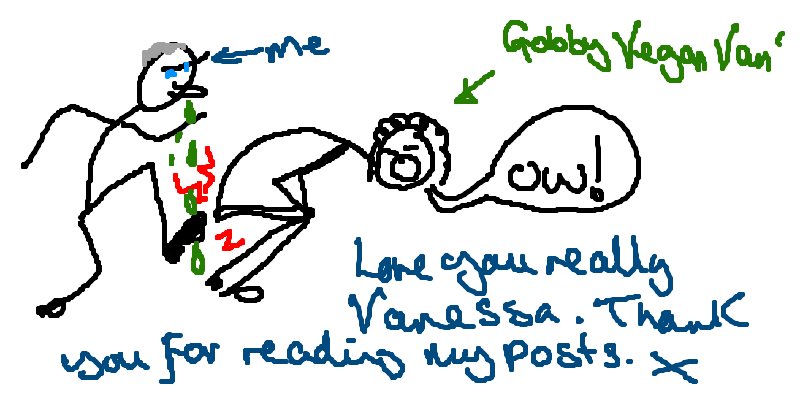 me
Gobby Vegan Van'
OW!
Love you really
Vanessa. Thank
you for reading my posts. x